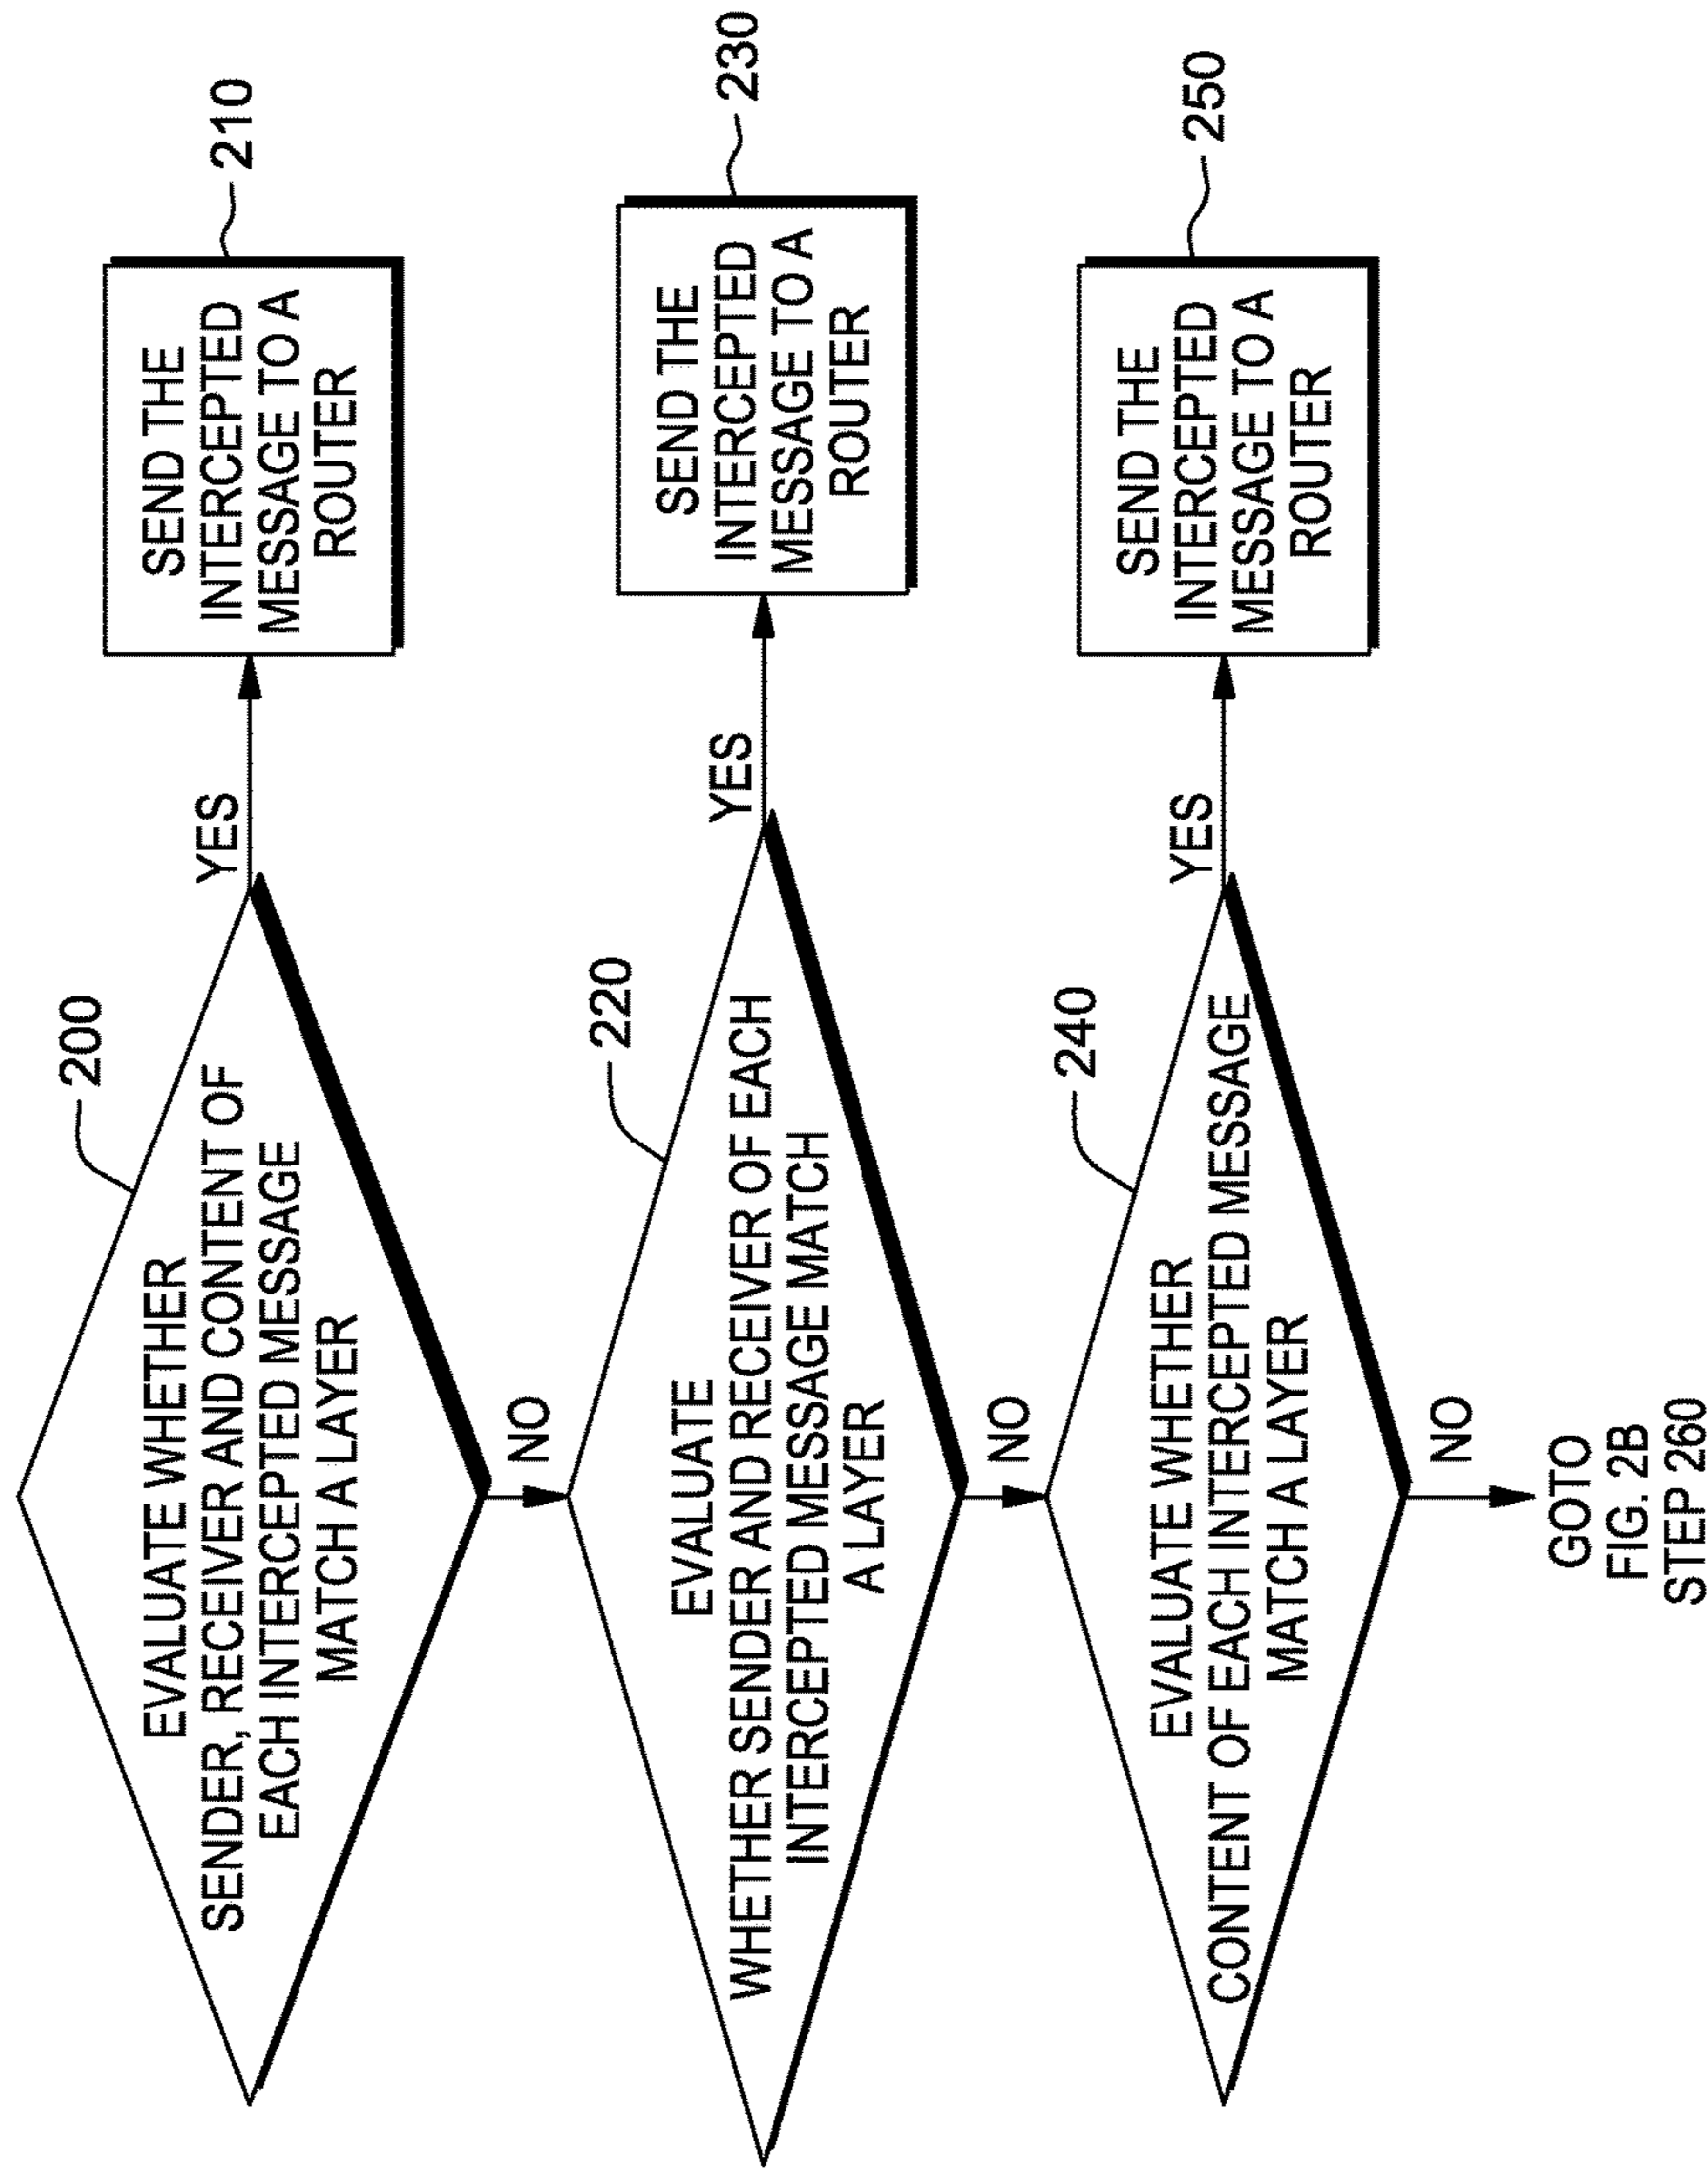 200
EVALUATE WHETHER
SENDER, RECEIVER AND CONTENT OF
EACH INTERCEPTED MESSAGE
MATCH A LAYER
YES
210
SEND THE
INTERCEPTED
MESSAGE TO A
ROUTER
NO
220
EVALUATE
WHETHER SENDER AND RECEIVER OF EACH
INTERCEPTED MESSAGE MATCH
A LAYER
YES
230
SEND THE
INTERCEPTED
MESSAGE TO A
ROUTER
NO
240
EVALUATE WHETHER
CONTENT OF EACH INTERCEPTED MESSAGE
MATCH A LAYER
YES
250
SEND THE
INTERCEPTED
MESSAGE TO A
ROUTER
NO
GOTO
FIG. 2B
STEP 260